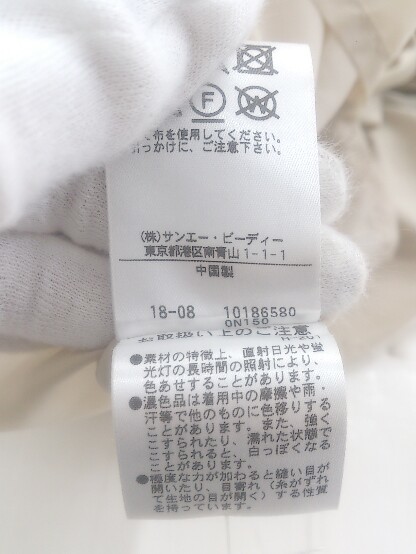 F
W
て布を使用してください。
引っかけに、ご注意下さい。
(株)サンエー・ビーディー
東京都港区南青山1-1-1
中国製
18-08 10186580
0N150
お取扱い上のご注意
●素材の特徴上、直射日光や蛍
光灯の長時間の照射により、
色あせすることがあります。
●濃色品は着用中の摩擦や雨・
汗等で他のものに色移りする
ことがあります。また、強く
こすられたり、濡れた状態で
こすられると、白っぽくなる
ことがあります。
●極度な力が加わると縫い目が
開いたり、目寄れ(糸がずれ
て生地の目が開く)する性質
を持っています。